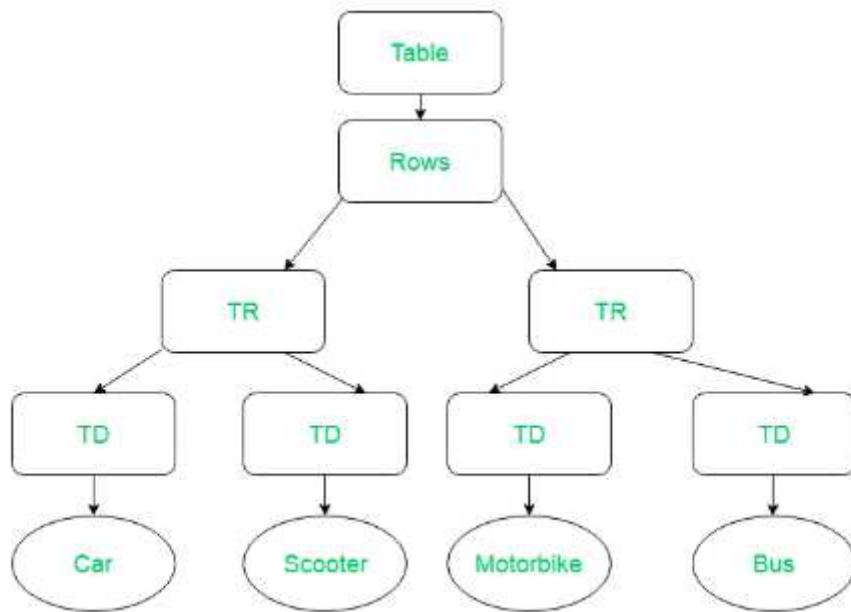 Table
Rows
TR
TR
TD
TD
TD
TD
Car
Scooter
Motorbike
Bus